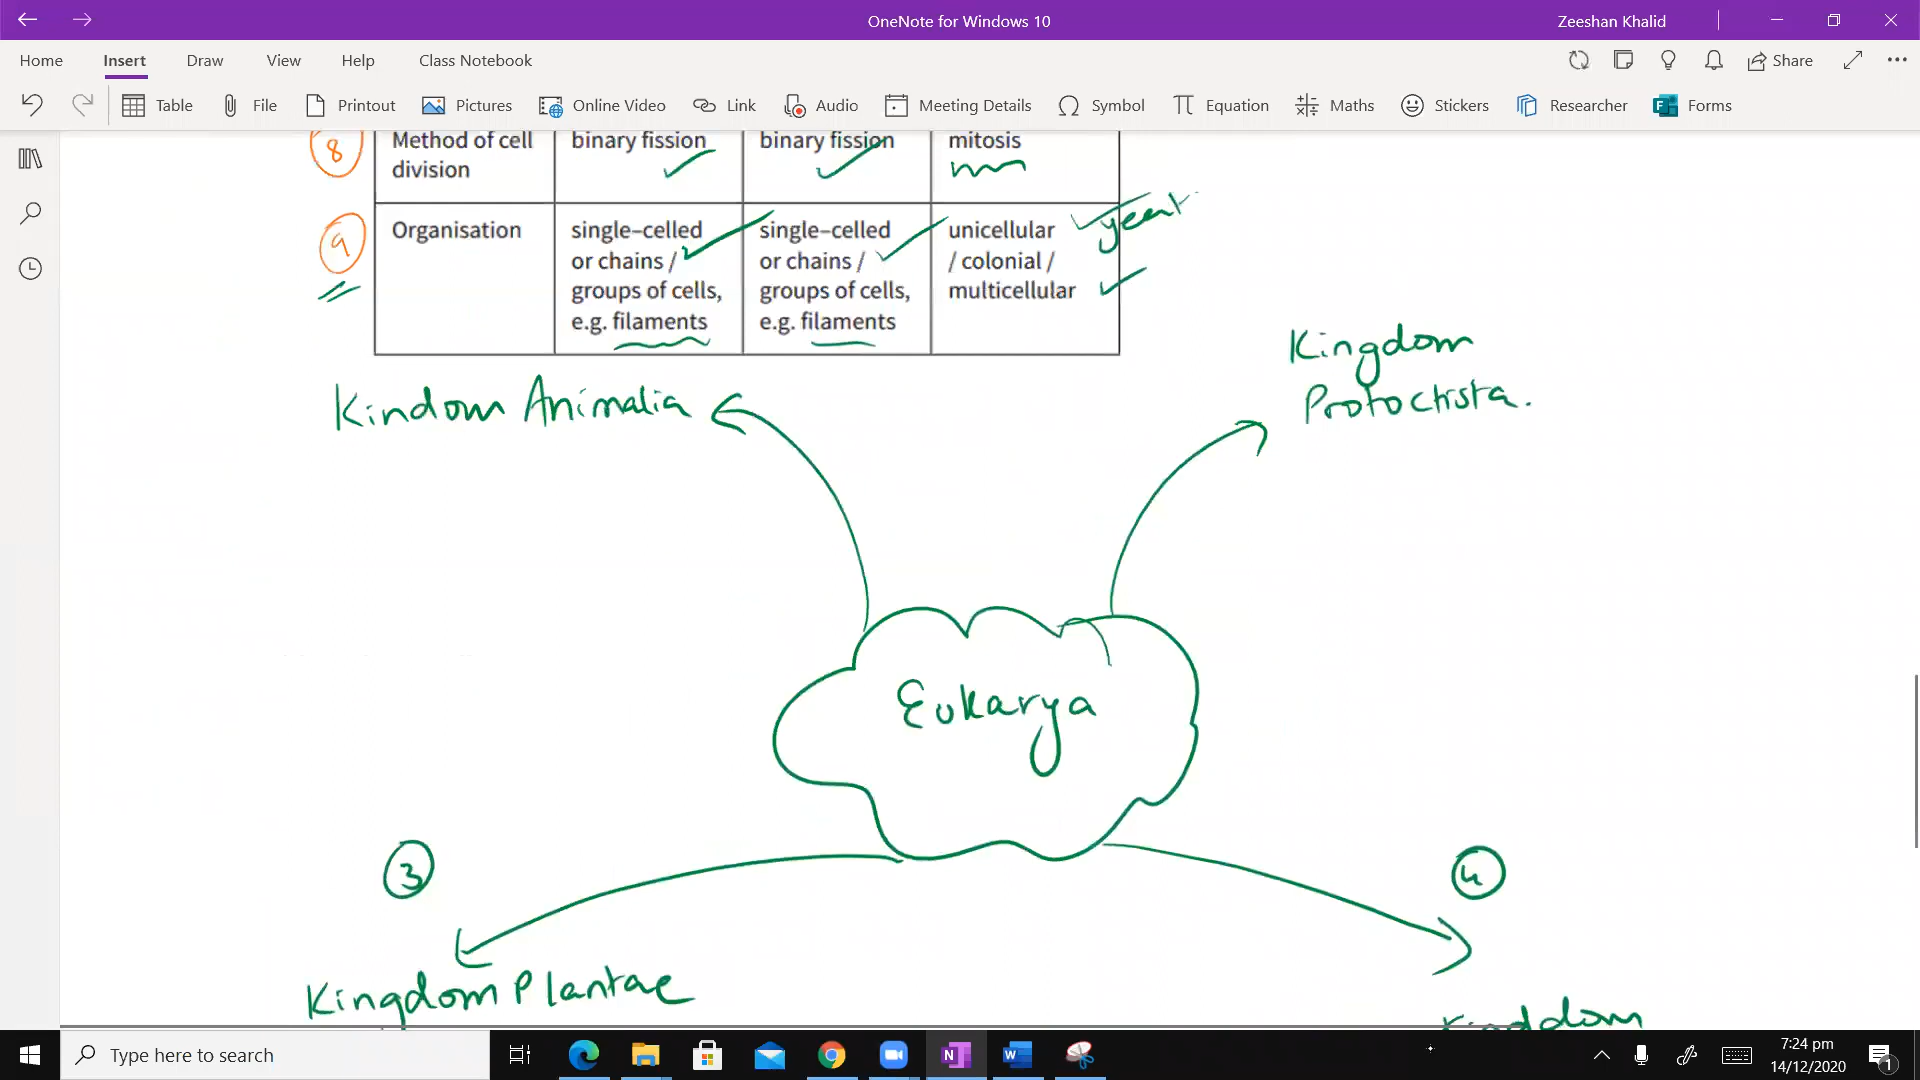 OneNote for Windows 10
Zeeshan Khalid
Home Insert Draw View Help Class Notebook
Share
Table File Printout Pictures Online Video Link Audio Meeting Details Symbol Equation Maths Stickers Researcher Forms
8 Method of cell division binary fission binary fission mitosis
9 Organisation single–celled single–celled unicellular yeast
or chains / or chains / / colonial /
groups of cells, groups of cells, multicellular
e.g. filaments e.g. filaments
Kingdom
Protoctista.
Kindom Animalia
Eukarya
3
4
Kingdom Plantae
Type here to search
7:24 pm
14/12/2020
1